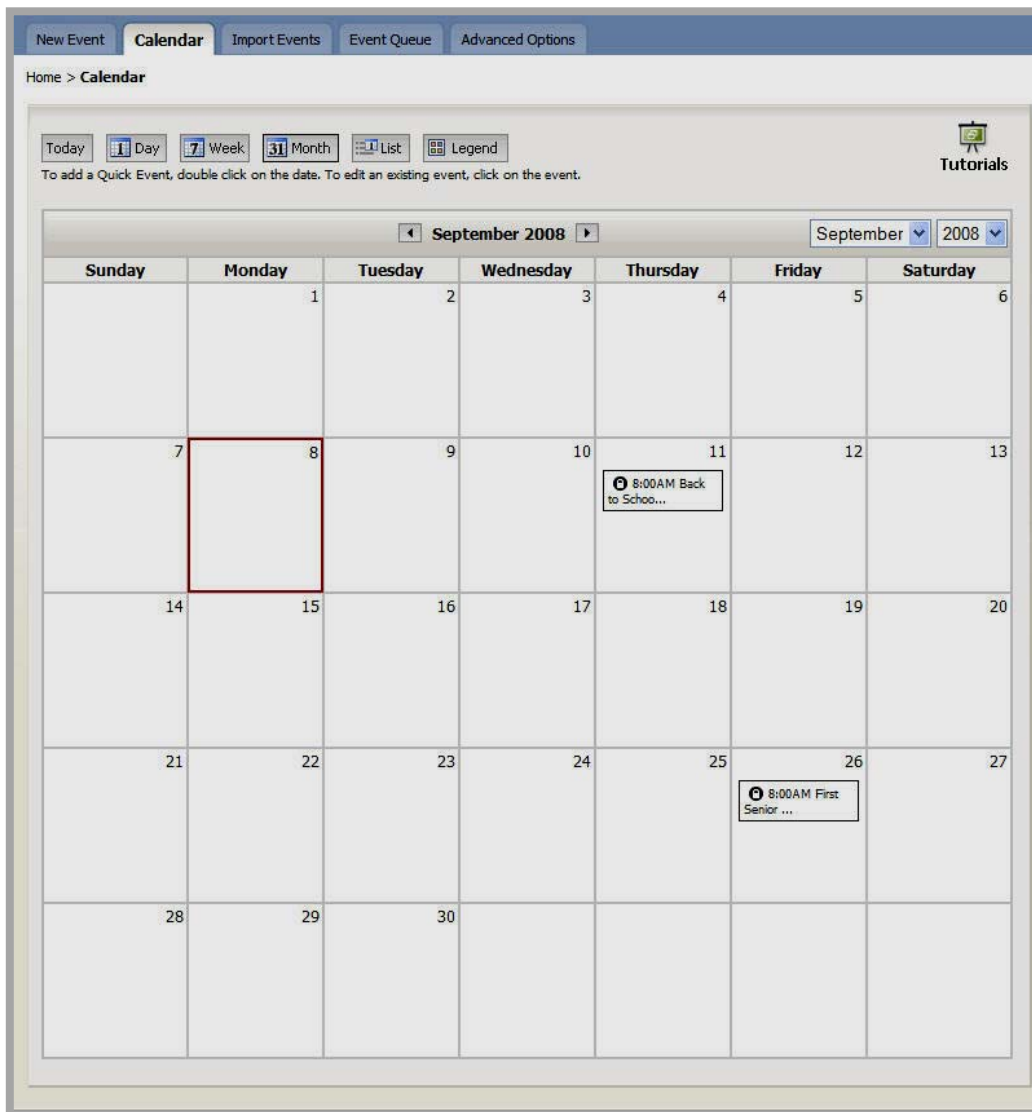 New Event Calendar Import Events Event Queue Advanced Options
Home > Calendar
Today 1 Day 7 Week 31 Month List Legend
Tutorials
To add a Quick Event, double click on the date. To edit an existing event, click on the event.
September 2008 September 2008
Sunday Monday Tuesday Wednesday Thursday Friday Saturday
1 2 3 4 5 6
7 8 9 10 11 12 13
8:00AM Back
to Schoo...
14 15 16 17 18 19 20
21 22 23 24 25 26 27
8:00AM First
Senior ...
28 29 30